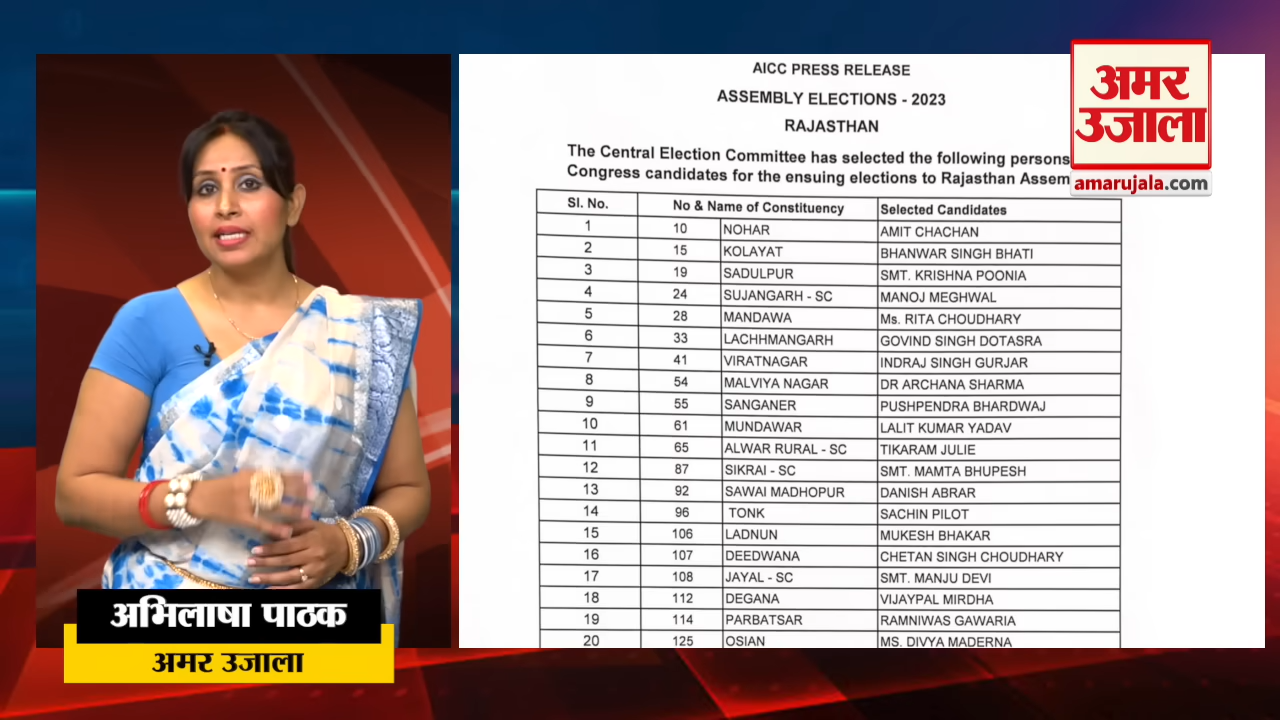 AICC PRESS RELEASE
ASSEMBLY ELECTIONS - 2023
RAJASTHAN
The Central Election Committee has selected the following persons
Congress candidates for the ensuing elections to Rajasthan Assem
Sl. No. No & Name of Constituency Selected Candidates
1 10 NOHAR AMIT CHACHAN
2 15 KOLAYAT BHANWAR SINGH BHATI
3 19 SADULPUR SMT. KRISHNA POONIA
4 24 SUJANGARH - SC MANOJ MEGHWAL
5 28 MANDAWA Ms. RITA CHOUDHARY
6 33 LACHHMANGARH GOVIND SINGH DOTASRA
7 41 VIRATNAGAR INDRAJ SINGH GURJAR
8 54 MALVIYA NAGAR DR ARCHANA SHARMA
9 55 SANGANER PUSHPENDRA BHARDWAJ
10 61 MUNDAWAR LALIT KUMAR YADAV
11 65 ALWAR RURAL - SC TIKARAM JULIE
12 87 SIKRAI - SC SMT. MAMTA BHUPESH
13 92 SAWAI MADHOPUR DANISH ABRAR
14 96 TONK SACHIN PILOT
15 106 LADNUN MUKESH BHAKAR
16 107 DEEDWANA CHETAN SINGH CHOUDHARY
17 108 JAYAL - SC SMT. MANJU DEVI
18 112 DEGANA VIJAYPAL MIRDHA
19 114 PARBATSAR RAMNIWAS GAWARIA
20 125 OSIAN MS. DIVYA MADERNA
अमर
उजाला
amarujala.com
अभिलाषा पाठक
अमर उजाला